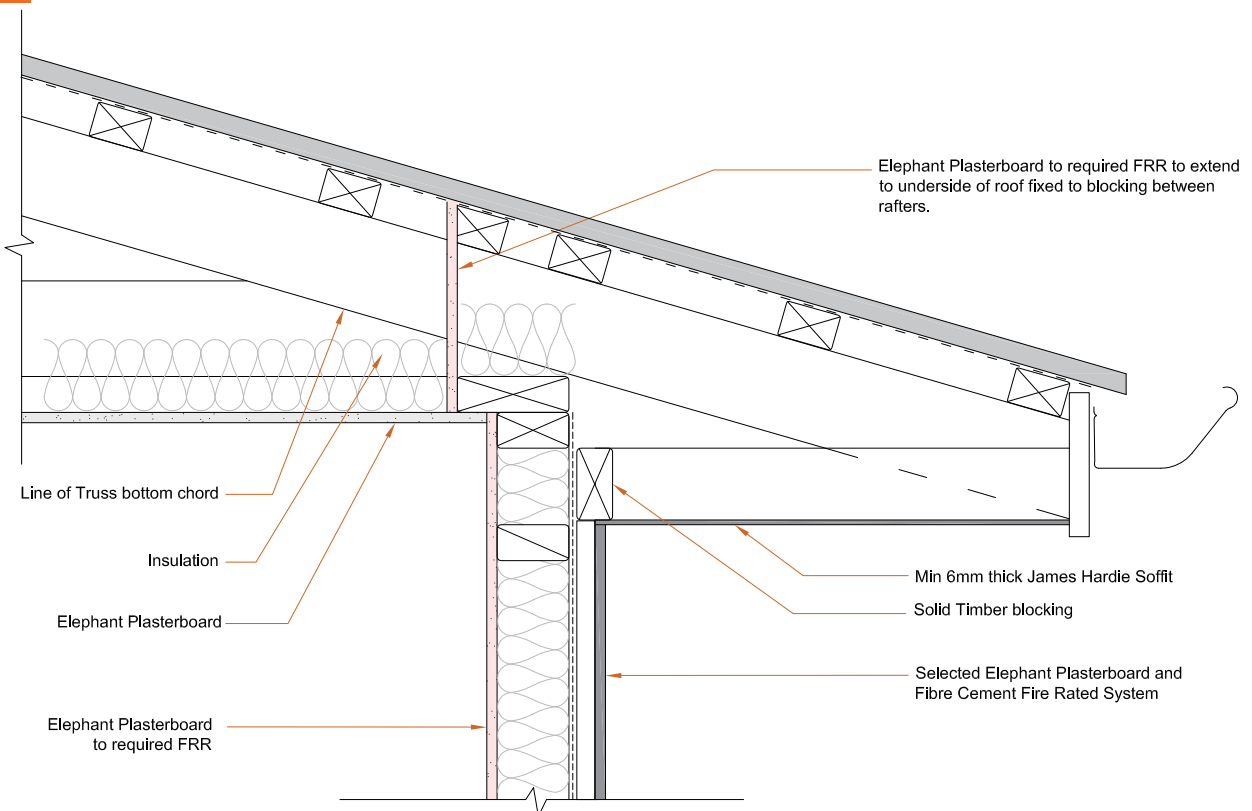 Elephant Plasterboard to required FRR to extend
to underside of roof fixed to blocking between
rafters.
Line of Truss bottom chord
Insulation
Elephant Plasterboard
Elephant Plasterboard
to required FRR
Min 6mm thick James Hardie Soffit
Solid Timber blocking
Selected Elephant Plasterboard and
Fibre Cement Fire Rated System